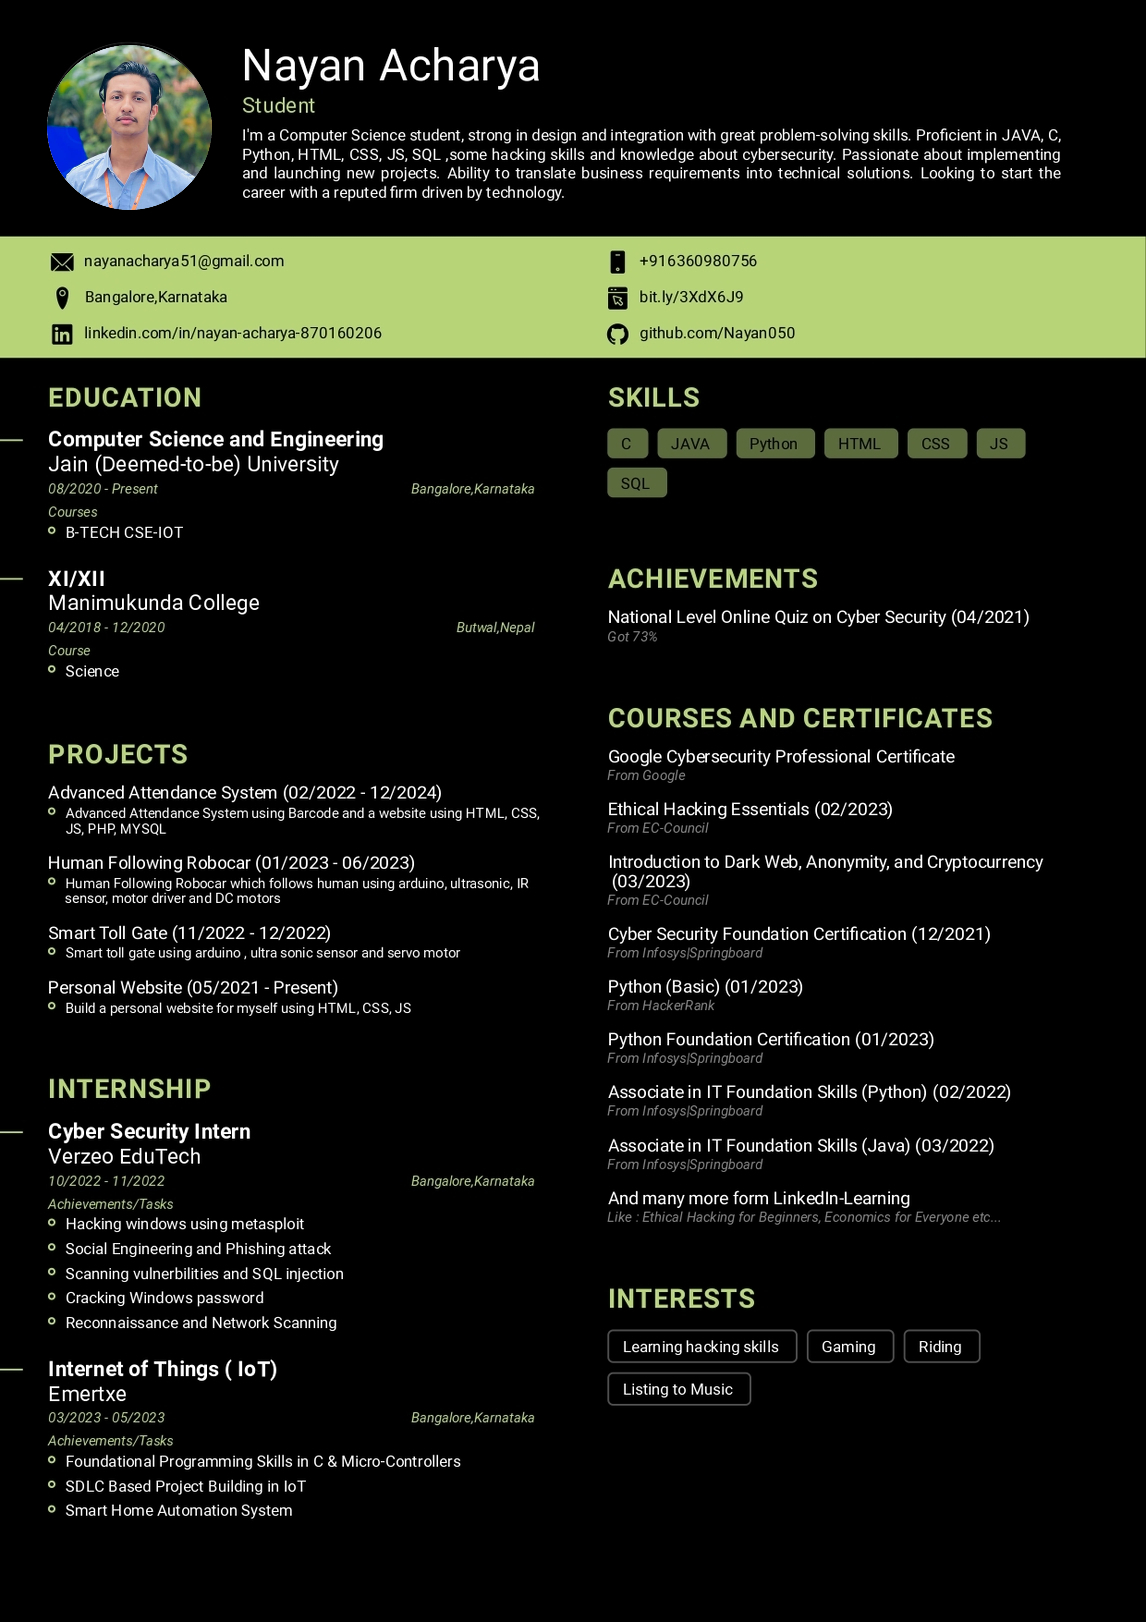 Nayan Acharya
Student
I'm a Computer Science student, strong in design and integration with great problem-solving skills. Proficient in JAVA, C,
Python, HTML, CSS, JS, SQL ,some hacking skills and knowledge about cybersecurity. Passionate about implementing
and launching new projects. Ability to translate business requirements into technical solutions. Looking to start the
career with a reputed firm driven by technology.
nayanacharya51@gmail.com
+916360980756
Bangalore,Karnataka
bit.ly/3XdX6J9
linkedin.com/in/nayan-acharya-870160206
github.com/Nayan050
EDUCATION
Computer Science and Engineering
Jain (Deemed-to-be) University
08/2020 - Present
Bangalore,Karnataka
Courses
B-TECH CSE-IOT
XI/XII
Manimukunda College
04/2018 - 12/2020
Butwal,Nepal
Course
Science
PROJECTS
Advanced Attendance System (02/2022 - 12/2024)
Advanced Attendance System using Barcode and a website using HTML, CSS,
JS, PHP, MYSQL
Human Following Robocar (01/2023 - 06/2023)
Human Following Robocar which follows human using arduino, ultrasonic, IR
sensor, motor driver and DC motors
Smart Toll Gate (11/2022 - 12/2022)
Smart toll gate using arduino , ultra sonic sensor and servo motor
Personal Website (05/2021 - Present)
Build a personal website for myself using HTML, CSS, JS
INTERNSHIP
Cyber Security Intern
Verzeo EduTech
10/2022 - 11/2022
Bangalore,Karnataka
Achievements/Tasks
Hacking windows using metasploit
Social Engineering and Phishing attack
Scanning vulnerbilities and SQL injection
Cracking Windows password
Reconnaissance and Network Scanning
Internet of Things ( IoT)
Emertxe
03/2023 - 05/2023
Bangalore,Karnataka
Achievements/Tasks
Foundational Programming Skills in C & Micro-Controllers
SDLC Based Project Building in IoT
Smart Home Automation System
SKILLS
C JAVA Python HTML CSS JS
SQL
ACHIEVEMENTS
National Level Online Quiz on Cyber Security (04/2021)
Got 73%
COURSES AND CERTIFICATES
Google Cybersecurity Professional Certificate
From Google
Ethical Hacking Essentials (02/2023)
From EC-Council
Introduction to Dark Web, Anonymity, and Cryptocurrency
(03/2023)
From EC-Council
Cyber Security Foundation Certification (12/2021)
From Infosys|Springboard
Python (Basic) (01/2023)
From HackerRank
Python Foundation Certification (01/2023)
From Infosys|Springboard
Associate in IT Foundation Skills (Python) (02/2022)
From Infosys|Springboard
Associate in IT Foundation Skills (Java) (03/2022)
From Infosys|Springboard
And many more form LinkedIn-Learning
Like : Ethical Hacking for Beginners, Economics for Everyone etc...
INTERESTS
Learning hacking skills Gaming Riding
Listing to Music